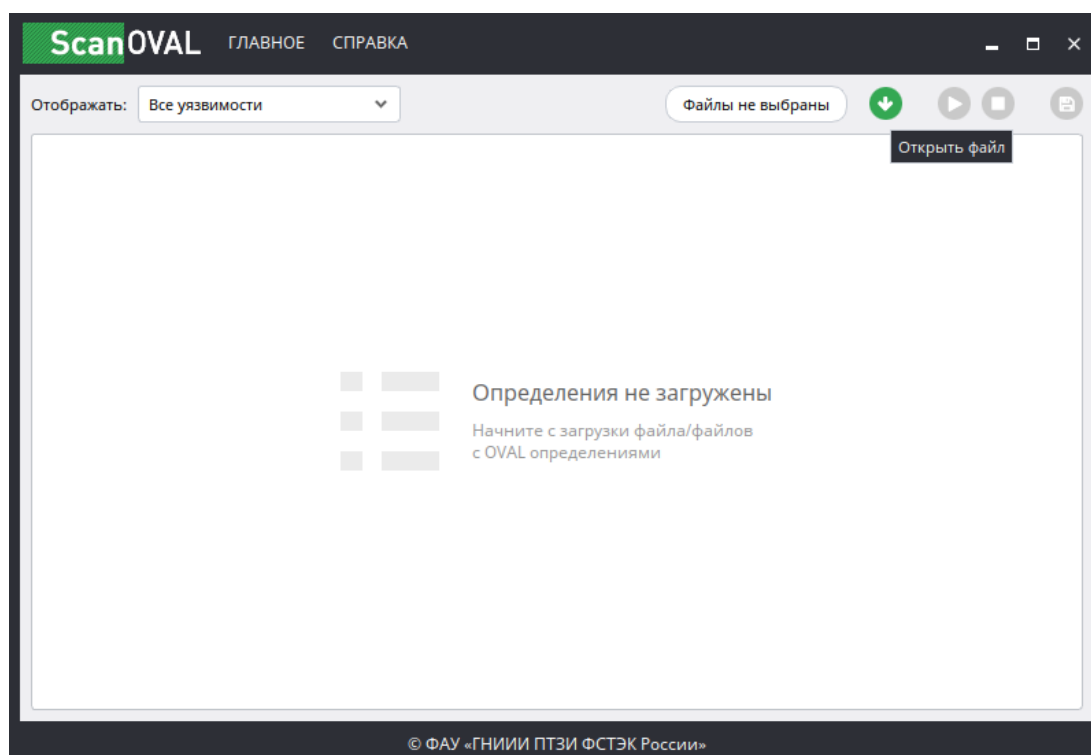 ScanOVAL ГЛАВНОЕ СПРАВКА
Отображать: Все уязвимости Файлы не выбраны
Открыть файл
Определения не загружены
Начните с загрузки файла/файлов
с OVAL определениями
© ФАУ «ГНИИИ ПТЗИ ФСТЭК России»